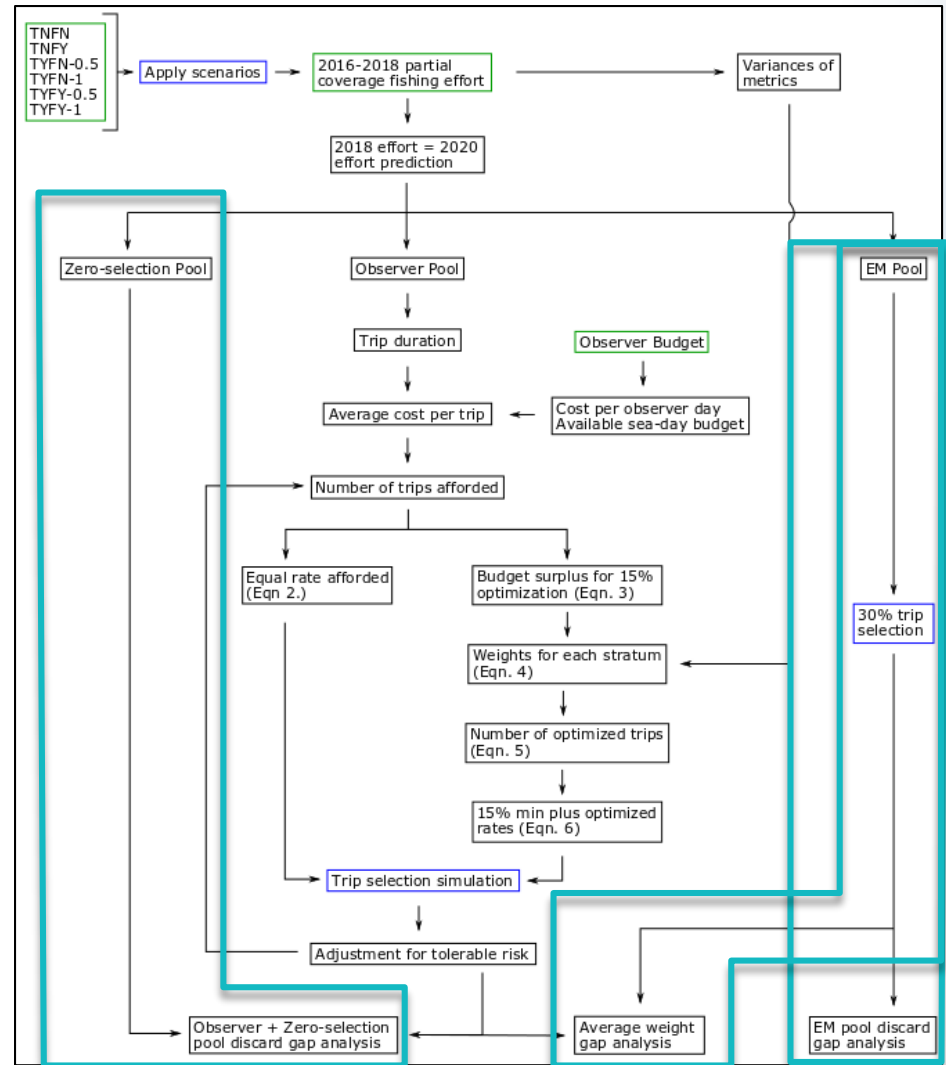 TNFN
TNFY
TYFN-0.5
TYFN-1
TYFY-0.5
TYFY-1
Apply scenarios
2016-2018 partial
coverage fishing effort
Variances of
metrics
2018 effort = 2020
effort prediction
Zero-selection Pool
Observer Pool
EM Pool
Trip duration
Observer Budget
Average cost per trip
Cost per observer day
Available sea-day budget
Number of trips afforded
Equal rate afforded
(Eqn 2.)
Budget surplus for 15%
optimization (Eqn. 3)
30% trip
selection
Weights for each stratum
(Eqn. 4)
Number of optimized trips
(Eqn. 5)
15% min plus optimized
rates (Eqn. 6)
Trip selection simulation
Adjustment for tolerable risk
Observer + Zero-selection
pool discard gap analysis
Average weight
gap analysis
EM pool discard
gap analysis